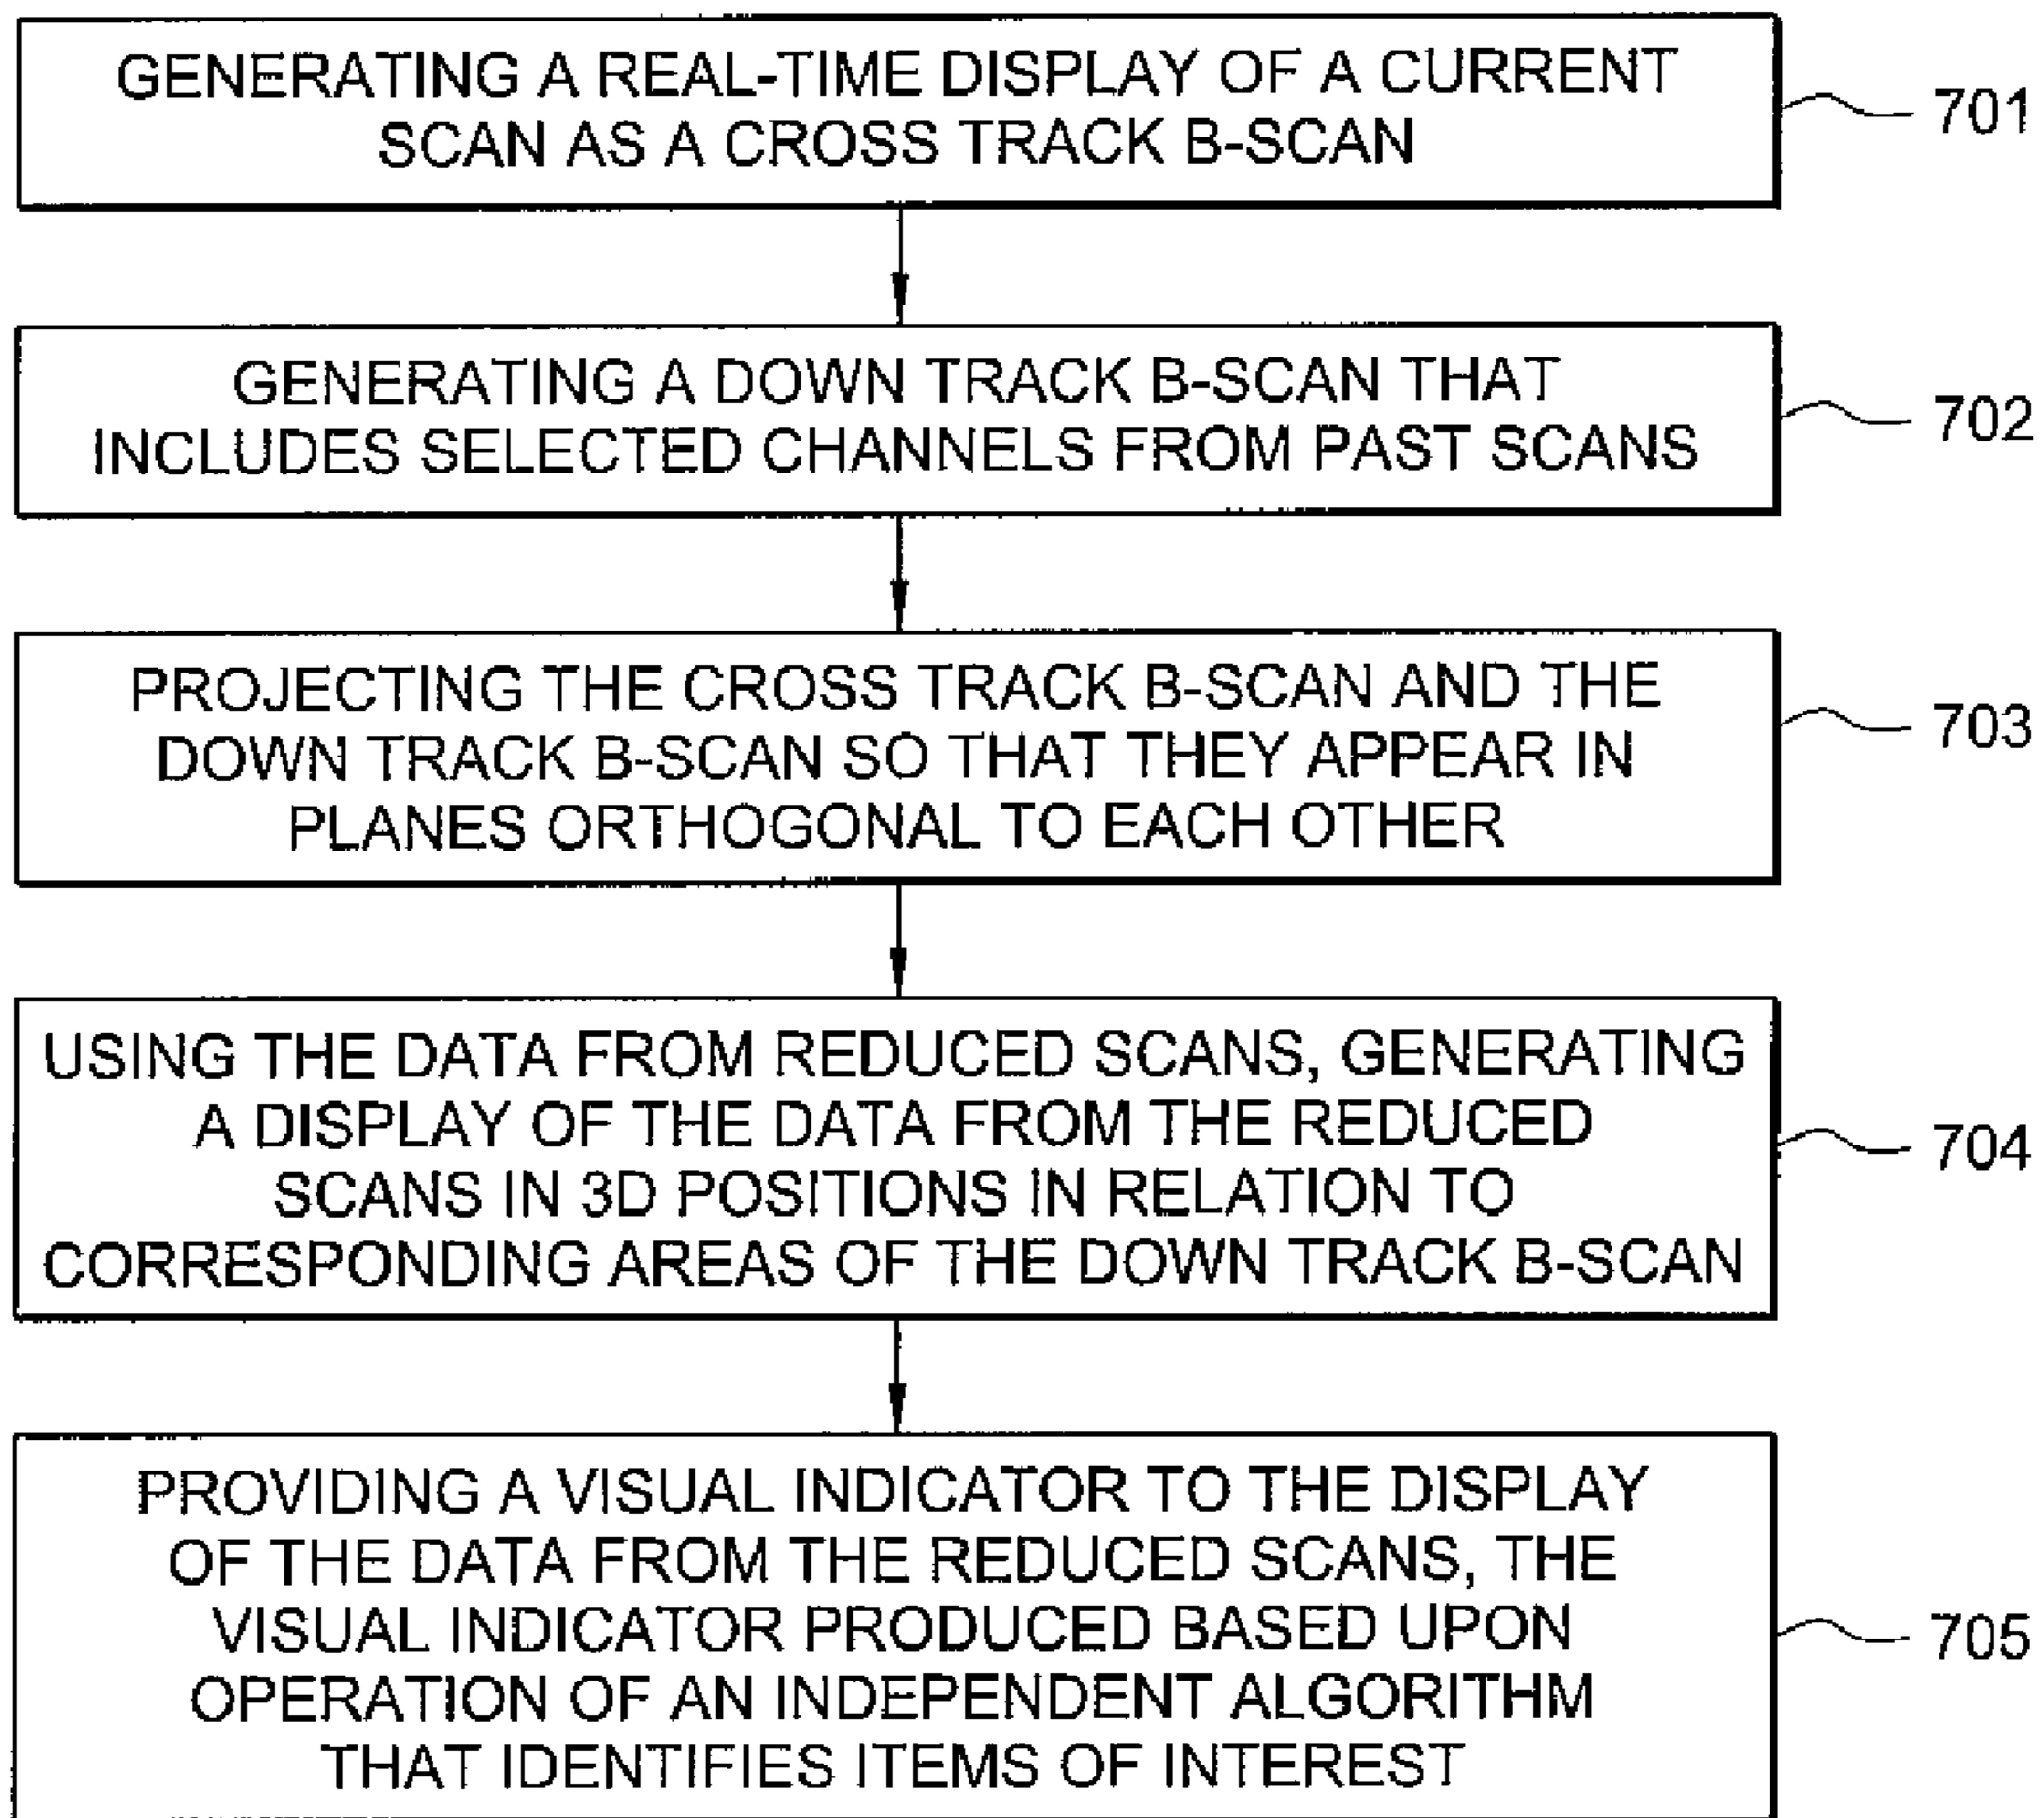 GENERATING A REAL-TIME DISPLAY OF A CURRENT
SCAN AS A CROSS TRACK B-SCAN
701
GENERATING A DOWN TRACK B-SCAN THAT
INCLUDES SELECTED CHANNELS FROM PAST SCANS
702
PROJECTING THE CROSS TRACK B-SCAN AND THE
DOWN TRACK B-SCAN SO THAT THEY APPEAR IN
PLANES ORTHOGONAL TO EACH OTHER
703
USING THE DATA FROM REDUCED SCANS, GENERATING
A DISPLAY OF THE DATA FROM THE REDUCED
SCANS IN 3D POSITIONS IN RELATION TO
CORRESPONDING AREAS OF THE DOWN TRACK B-SCAN
704
PROVIDING A VISUAL INDICATOR TO THE DISPLAY
OF THE DATA FROM THE REDUCED SCANS, THE
VISUAL INDICATOR PRODUCED BASED UPON
OPERATION OF AN INDEPENDENT ALGORITHM
THAT IDENTIFIES ITEMS OF INTEREST
705